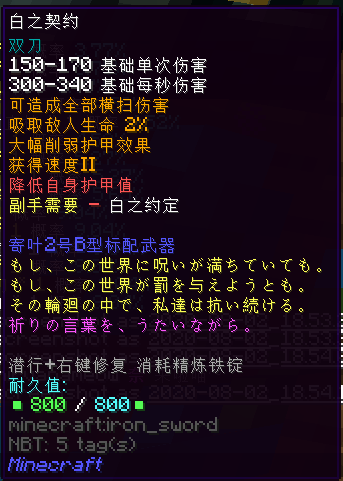 白之契约
双刀
150-170 基础单次伤害
300-340 基础每秒伤害
可造成全部横扫伤害
吸取敌人生命 2%
大幅削弱护甲效果
获得速度II
降低自身护甲值
副手需要 - 白之约定
寄叶2号B型标配武器
もし、この世界に呪いが満ちていても。
もし、この世界が罰を与えようとも。
その輪廻の中で、私達は抗い続ける。
祈りの言葉を、うたいながら。
潜行+右键修复 消耗精炼铁锭
耐久值:
800 / 800
minecraft:iron_sword
NBT: 5 tag(s)
Minecraft